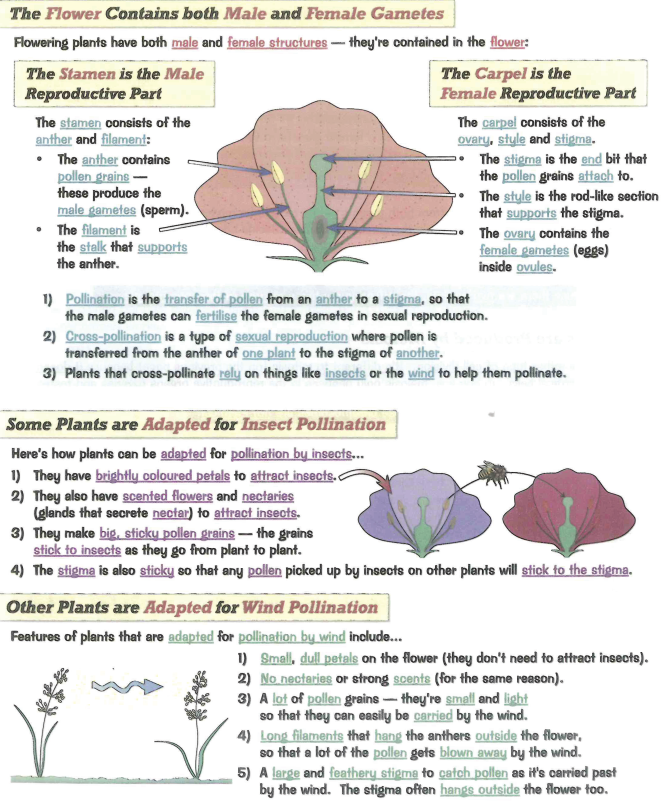 The Flower Contains both Male and Female Gametes
Flowering plants have both male and female structures — they're contained in the flower:
The Stamen is the Male
Reproductive Part
The stamen consists of the
anther and filament:
• The anther contains
pollen grains —
these produce the
male gametes (sperm).
• The filament is
the stalk that supports
the anther.
The Carpel is the
Female Reproductive Part
The carpel consists of the
ovary, style and stigma.
• The stigma is the end bit that
the pollen grains attach to.
• The style is the rod-like section
that supports the stigma.
• The ovary contains the
female gametes (eggs)
inside ovules.
1) Pollination is the transfer of pollen from an anther to a stigma, so that
the male gametes can fertilise the female gametes in sexual reproduction.
2) Cross-pollination is a type of sexual reproduction where pollen is
transferred from the anther of one plant to the stigma of another.
3) Plants that cross-pollinate rely on things like insects or the wind to help them pollinate.
Some Plants are Adapted for Insect Pollination
Here's how plants can be adapted for pollination by insects...
1) They have brightly coloured petals to attract insects.
2) They also have scented flowers and nectaries
(glands that secrete nectar) to attract insects.
3) They make big, sticky pollen grains — the grains
stick to insects as they go from plant to plant.
4) The stigma is also sticky so that any pollen picked up by insects on other plants will stick to the stigma.
Other Plants are Adapted for Wind Pollination
Features of plants that are adapted for pollination by wind include...
1) Small, dull petals on the flower (they don't need to attract insects).
2) No nectaries or strong scents (for the same reason).
3) A lot of pollen grains — they're small and light
so that they can easily be carried by the wind.
4) Long filaments that hang the anthers outside the flower,
so that a lot of the pollen gets blown away by the wind.
5) A large and feathery stigma to catch pollen as it's carried past
by the wind. The stigma often hangs outside the flower too.